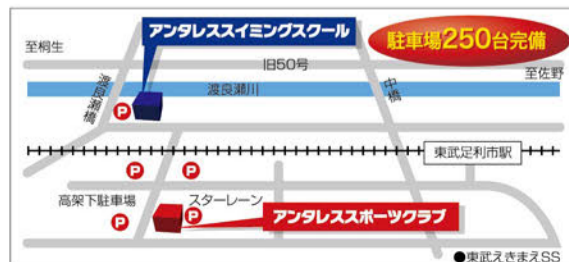 アンタレススイミングスクール
駐車場250台完備
至桐生
旧50号
至佐野
渡良瀬橋
渡良瀬川
中橋
P
東武足利市駅
P
P
高架下駐車場
スターレーン
P
P
アンタレススポーツクラブ
●東武えきまえSS